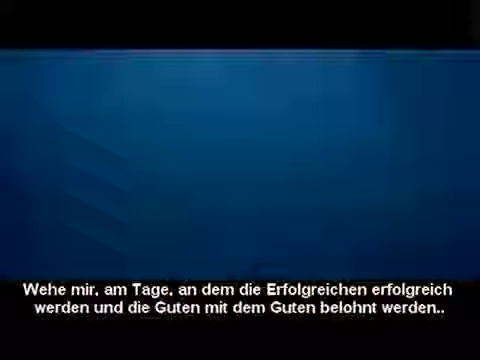 Wehe mir, am Tage, an dem die Erfolgreichen erfolgreich
werden und die Guten mit dem Guten belohnt werden..